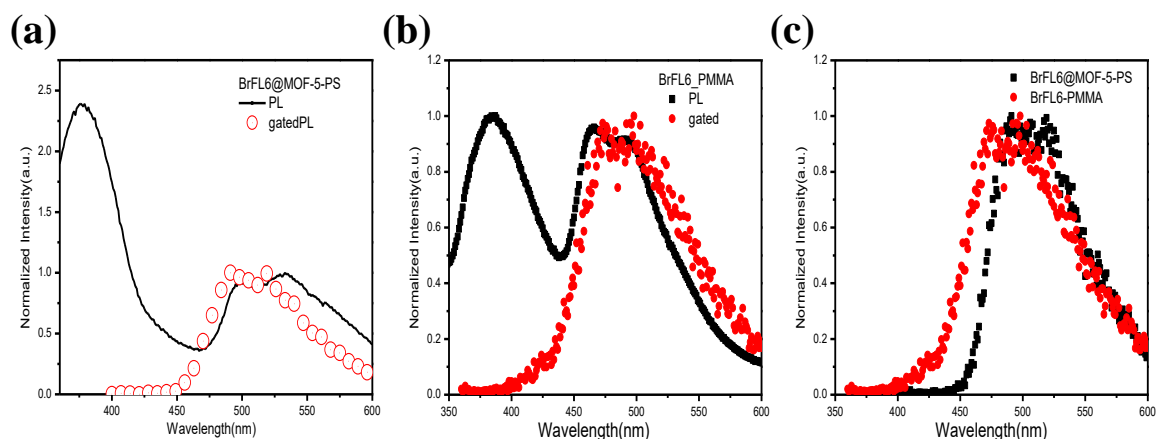 (a)
BrFL6@MOF-5-PS
PL
gatedPL
Normalized Intensity(a.u.)
2.5
2.0
1.5
1.0
0.5
0.0
400
450
500
550
600
Wavelength(nm)
(b)
BrFL6_PMMA
PL
gated
Normalized Intensity(a.u.)
1.2
1.0
0.8
0.6
0.4
0.2
0.0
350
400
450
500
550
600
Wavelength(nm)
(c)
BrFL6@MOF-5-PS
BrFL6-PMMA
Normalized Intensity(a.u.)
1.2
1.0
0.8
0.6
0.4
0.2
0.0
350
400
450
500
550
600
Wavelength(nm)